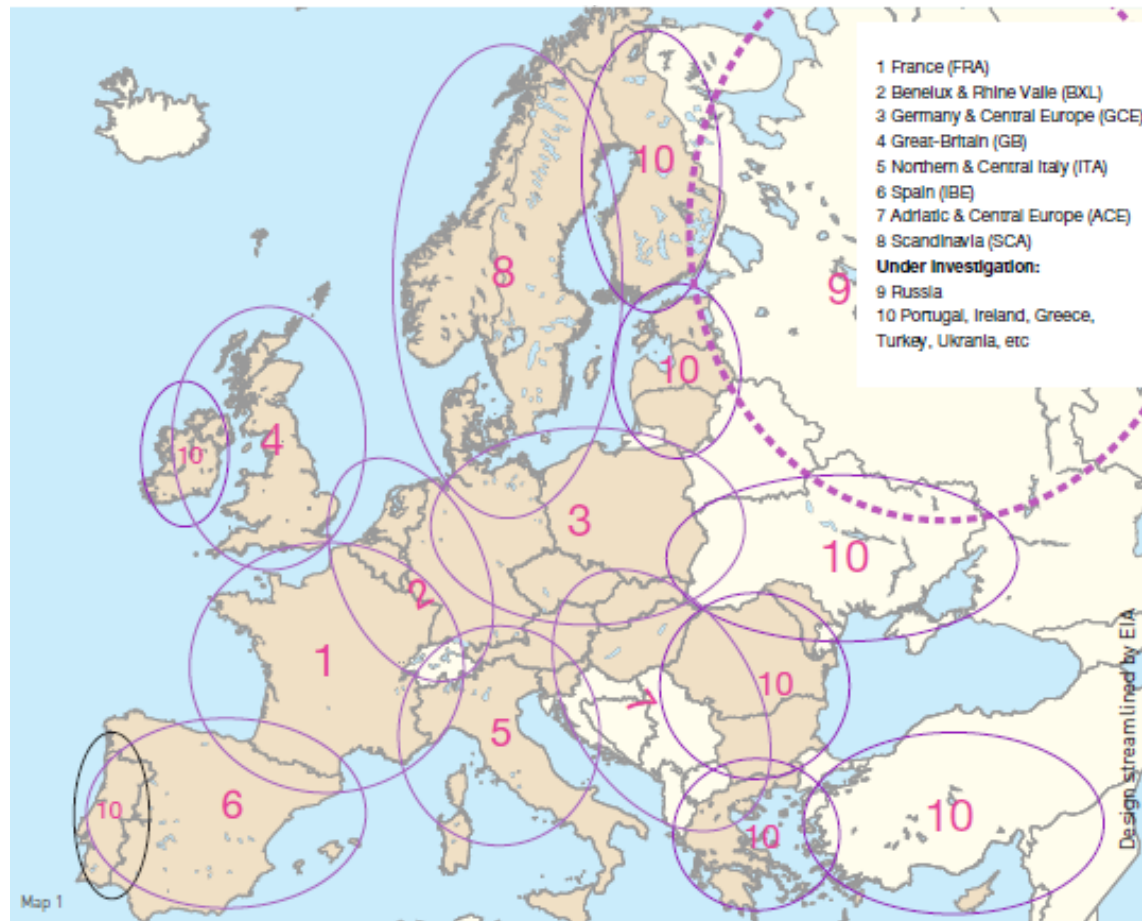 1 France (FRA)
2 Benelux & Rhine Valle (BXL)
3 Germany & Central Europe (GCE)
4 Great-Britain (GB)
5 Northern & Central Italy (ITA)
6 Spain (IBE)
7 Adriatic & Central Europe (ACE)
8 Scandinavia (SCA)
Under Investigation:
9 Russia
10 Portugal, Ireland, Greece,
Turkey, Ukrania, etc
10
8
9
10
4
10
3
10
2
1
10
7
5
6
10
10
10
Design streamlined by EIA
Map 1